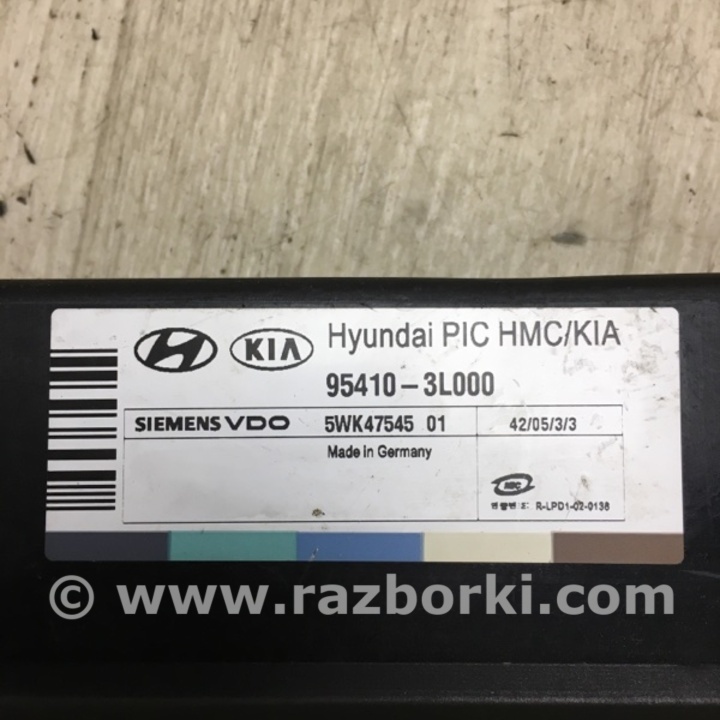 KIA Hyundai PIC HMC/KIA
95410-3L000
SIEMENS VDO 5WK47545 01 42/05/3/3
Made in Germany
MIC
R-LPD1-02-0138
© www.razborki.com